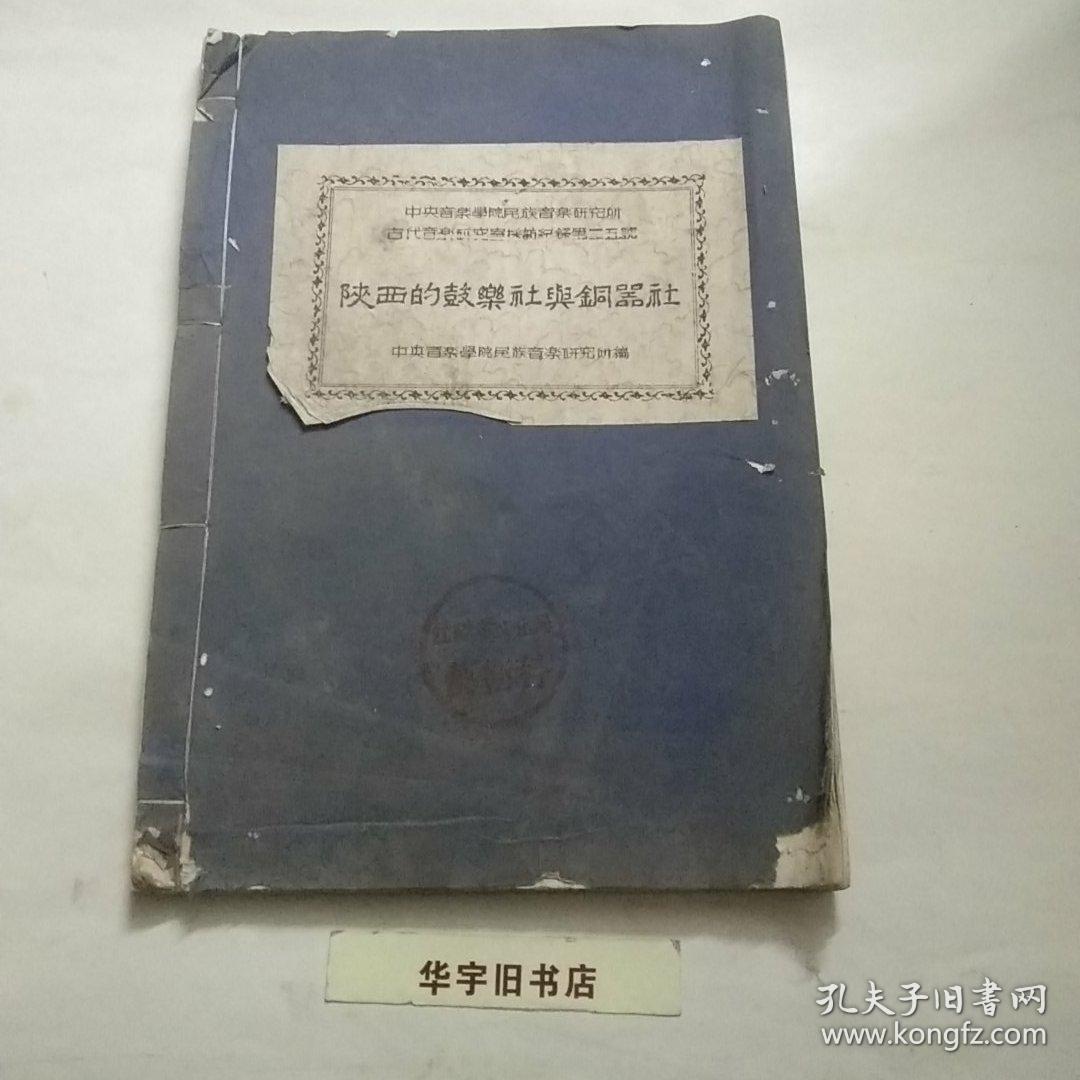 中央音樂學院民族音樂研究所
古代音樂研究室採訪紀錄第二五號
陝西的鼓樂社與銅器社
中央音樂學院民族音樂研究所編
华宇旧书店
孔夫子旧書网
www.kongfz.com